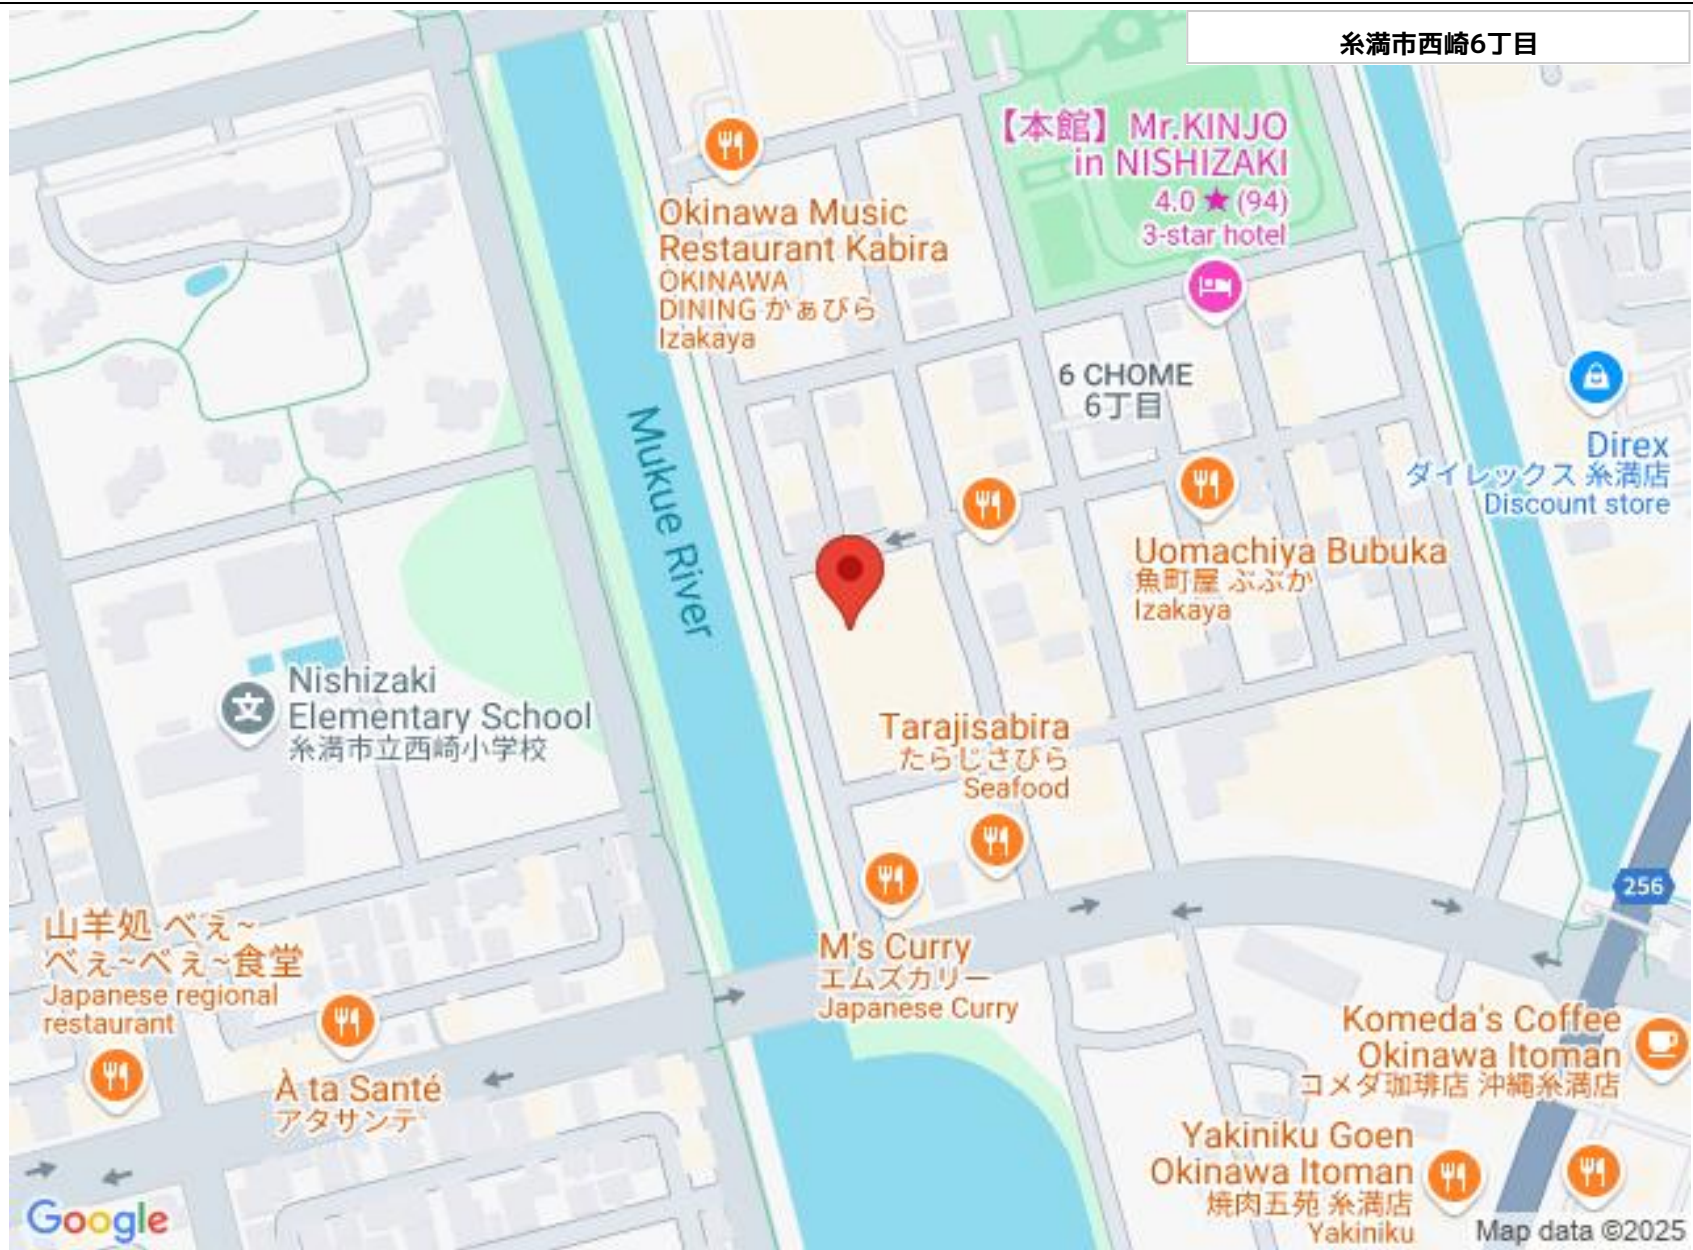 糸満市西崎6丁目
【本館】Mr.KINJO
in NISHIZAKI
4.0 ★ (94)
3-star hotel
Okinawa Music
Restaurant Kabira
OKINAWA
DINING かぁびら
Izakaya
6 CHOME
6丁目
Direx
ダイレックス 糸満店
Discount store
Mukue River
Uomachiya Bubuka
魚町屋 ぶぶか
Izakaya
文
Nishizaki
Elementary School
糸満市立西崎小学校
Tarajisabira
たらじさびら
Seafood
256
山羊処 べぇ~
べぇ~べぇ~食堂
Japanese regional
restaurant
M's Curry
エムズカリー
Japanese Curry
À ta Santé
アタサンテ
Komeda's Coffee
Okinawa Itoman
コメダ珈琲店 沖縄糸満店
Yakiniku Goen
Okinawa Itoman
焼肉五苑 糸満店
Yakiniku
Google
Map data ©2025